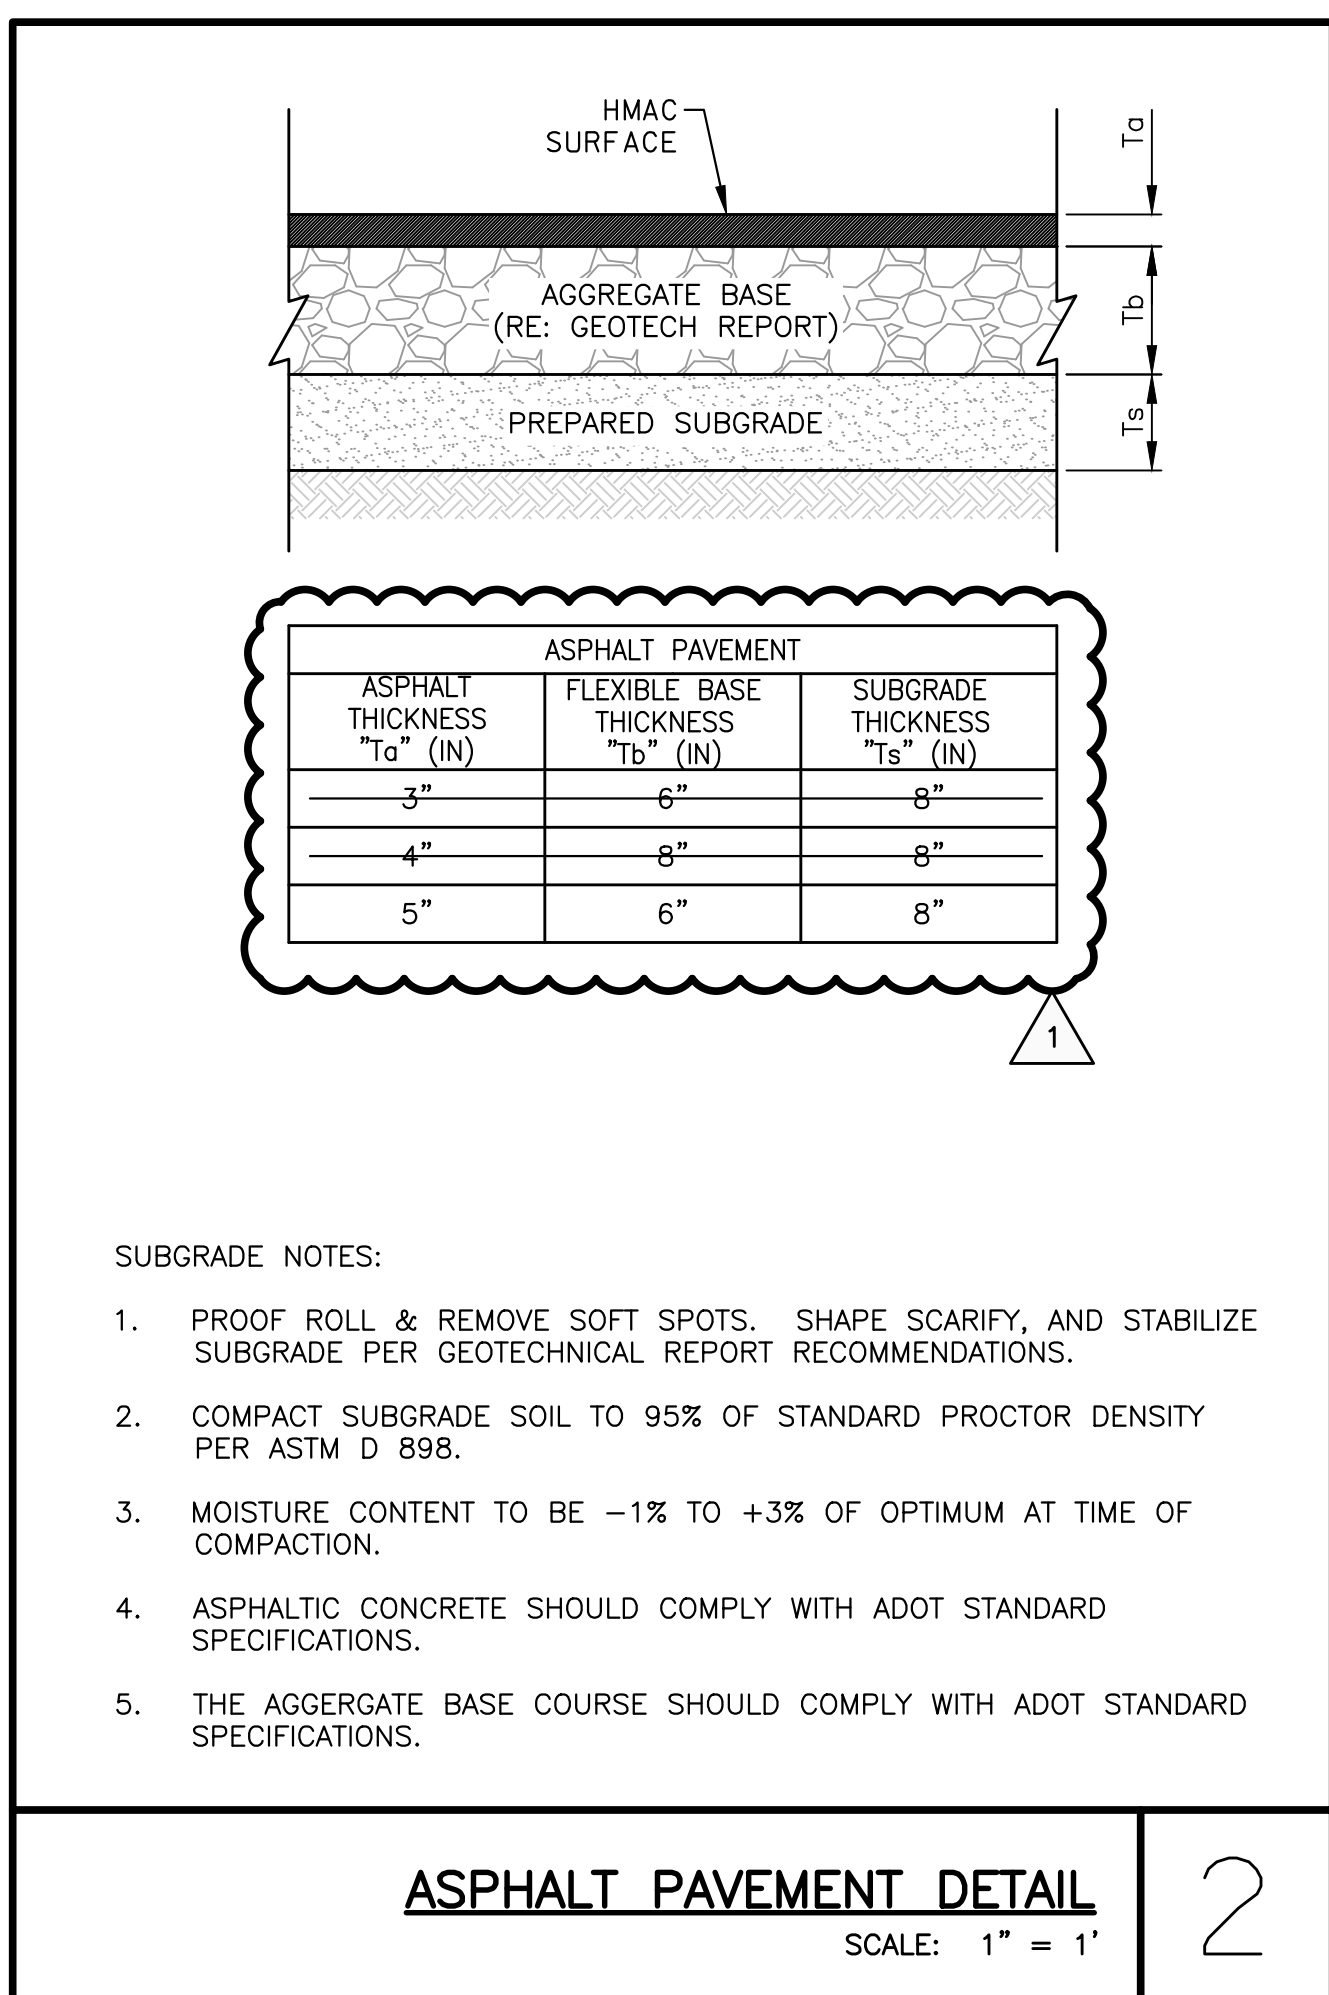 HMAC
SURFACE
Ta
AGGREGATE BASE
(RE: GEOTECH REPORT)
Tb
PREPARED SUBGRADE
Ts
ASPHALT PAVEMENT
ASPHALT
THICKNESS
"Ta" (IN)
FLEXIBLE BASE
THICKNESS
"Tb" (IN)
SUBGRADE
THICKNESS
"Ts" (IN)
3" 6" 8"
4" 8" 8"
5" 6" 8"
1
SUBGRADE NOTES:
1. PROOF ROLL & REMOVE SOFT SPOTS. SHAPE SCARIFY, AND STABILIZE
SUBGRADE PER GEOTECHNICAL REPORT RECOMMENDATIONS.
2. COMPACT SUBGRADE SOIL TO 95% OF STANDARD PROCTOR DENSITY
PER ASTM D 898.
3. MOISTURE CONTENT TO BE -1% TO +3% OF OPTIMUM AT TIME OF
COMPACTION.
4. ASPHALTIC CONCRETE SHOULD COMPLY WITH ADOT STANDARD
SPECIFICATIONS.
5. THE AGGERGATE BASE COURSE SHOULD COMPLY WITH ADOT STANDARD
SPECIFICATIONS.
ASPHALT PAVEMENT DETAIL
SCALE: 1" = 1'
2